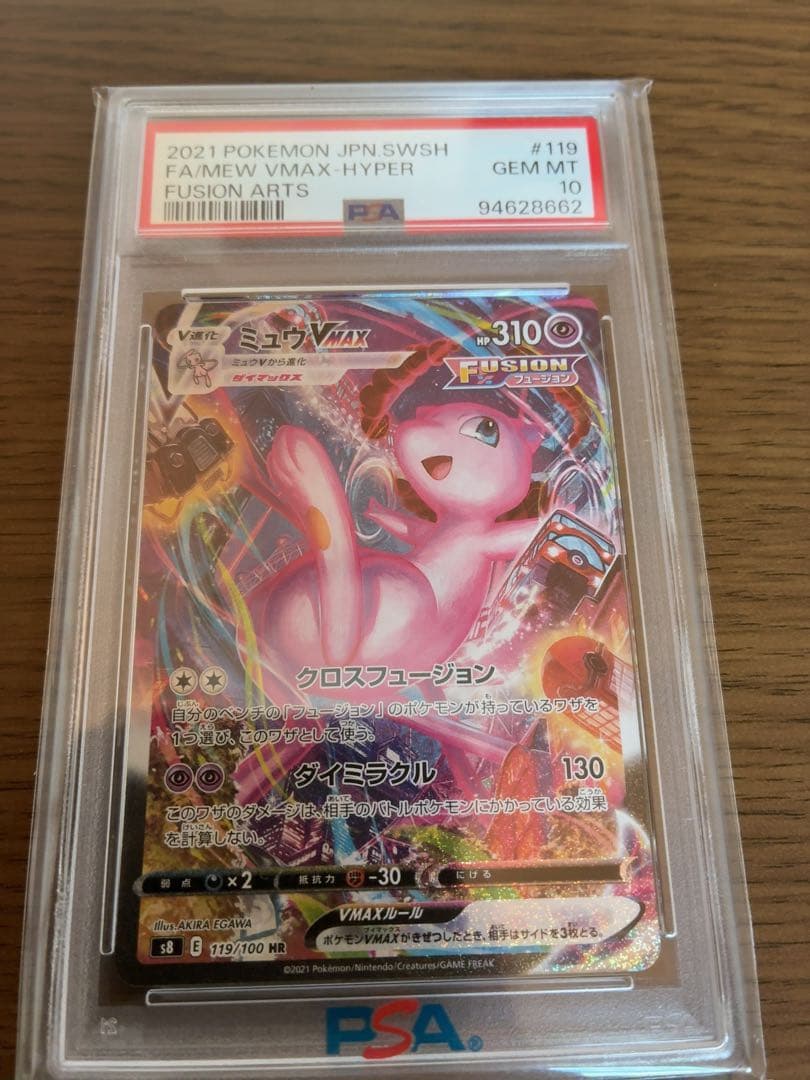 2021 POKEMON JPN.SWSH #119
FA/MEW VMAX-HYPER GEM MT
FUSION ARTS 10
PSA 94628662
V進化 ミュウVMAX HP310
ミュウVから進化
ダイマックス
FUSION
フュージョン
クロスフュージョン
自分のベンチの「フュージョン」のポケモンが持っているワザを
1つ選び、このワザとして使う。
ダイミラクル 130
このワザのダメージは、相手のバトルポケモンにかかっている効果
を計算しない。
弱点 ×2 抵抗力 -30 にげる
VMAXルール
ポケモンVMAXがきぜつしたとき、相手はサイドを3枚とる。
Illus.AKIRA EGAWA
s8 E 119/100 HR
©2021 Pokémon/Nintendo/Creatures/GAME FREAK
PSA®